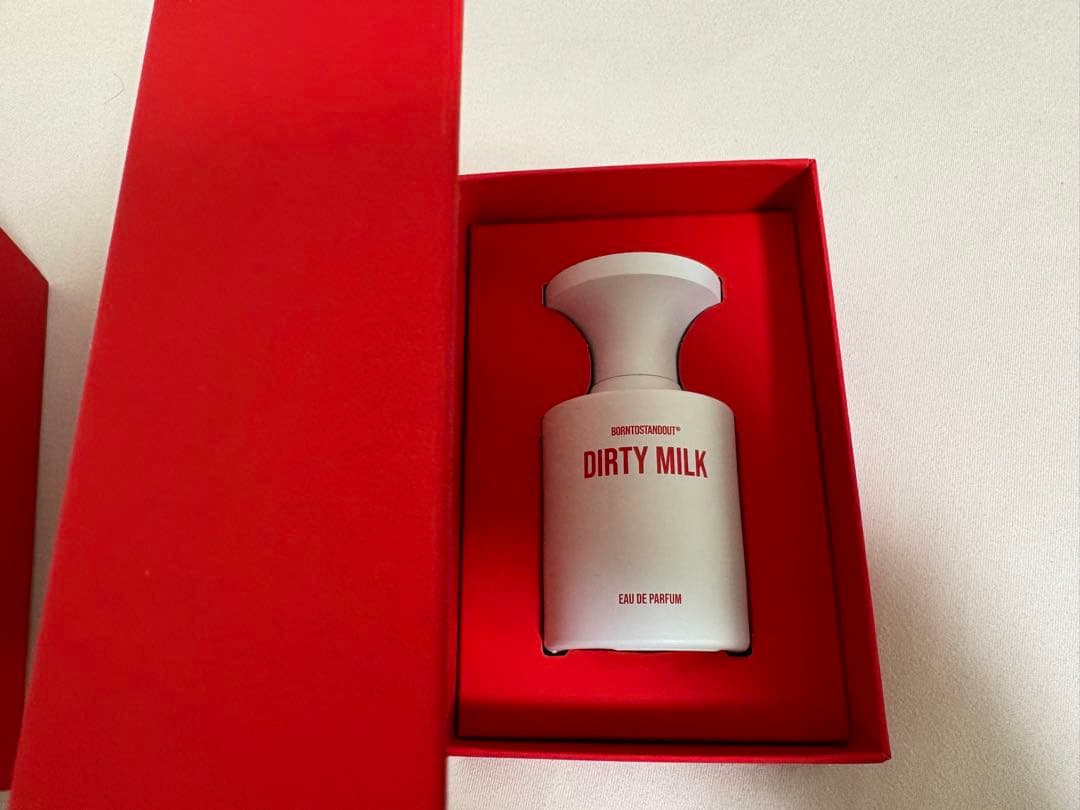 BORNTOSTANDOUT®
DIRTY MILK
EAU DE PARFUM